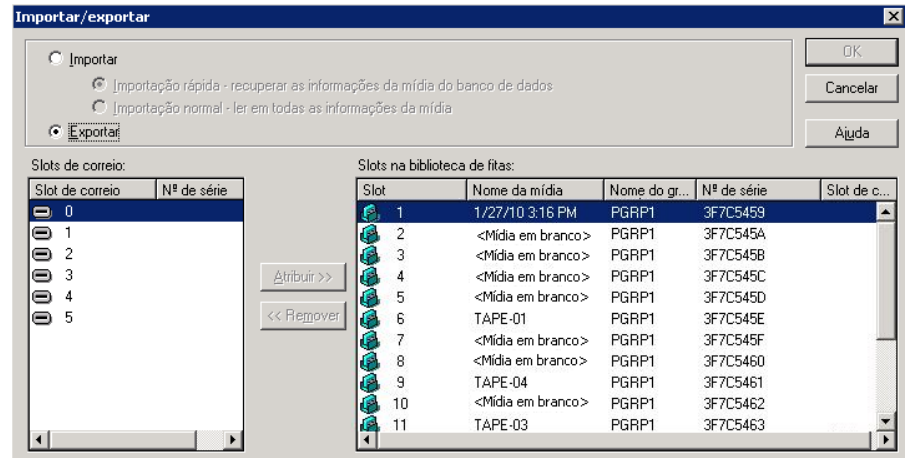 Importar/exportar
Importar
Importação rápida - recuperar as informações da mídia do banco de dados
Importação normal - ler em todas as informações da mídia
Exportar
OK
Cancelar
Ajuda
Slots de correio:
Slot de correio Nº de série
0
1
2
3
4
5
Atribuir >>
<< Remover
Slots na biblioteca de fitas:
Slot Nome da mídia Nome do gr... Nº de série Slot de c...
1 1/27/10 3:16 PM PGRP1 3F7C5459
2 <Mídia em branco> PGRP1 3F7C545A
3 <Mídia em branco> PGRP1 3F7C545B
4 <Mídia em branco> PGRP1 3F7C545C
5 <Mídia em branco> PGRP1 3F7C545D
6 TAPE-01 PGRP1 3F7C545E
7 <Mídia em branco> PGRP1 3F7C545F
8 <Mídia em branco> PGRP1 3F7C5460
9 TAPE-04 PGRP1 3F7C5461
10 <Mídia em branco> PGRP1 3F7C5462
11 TAPE-03 PGRP1 3F7C5463